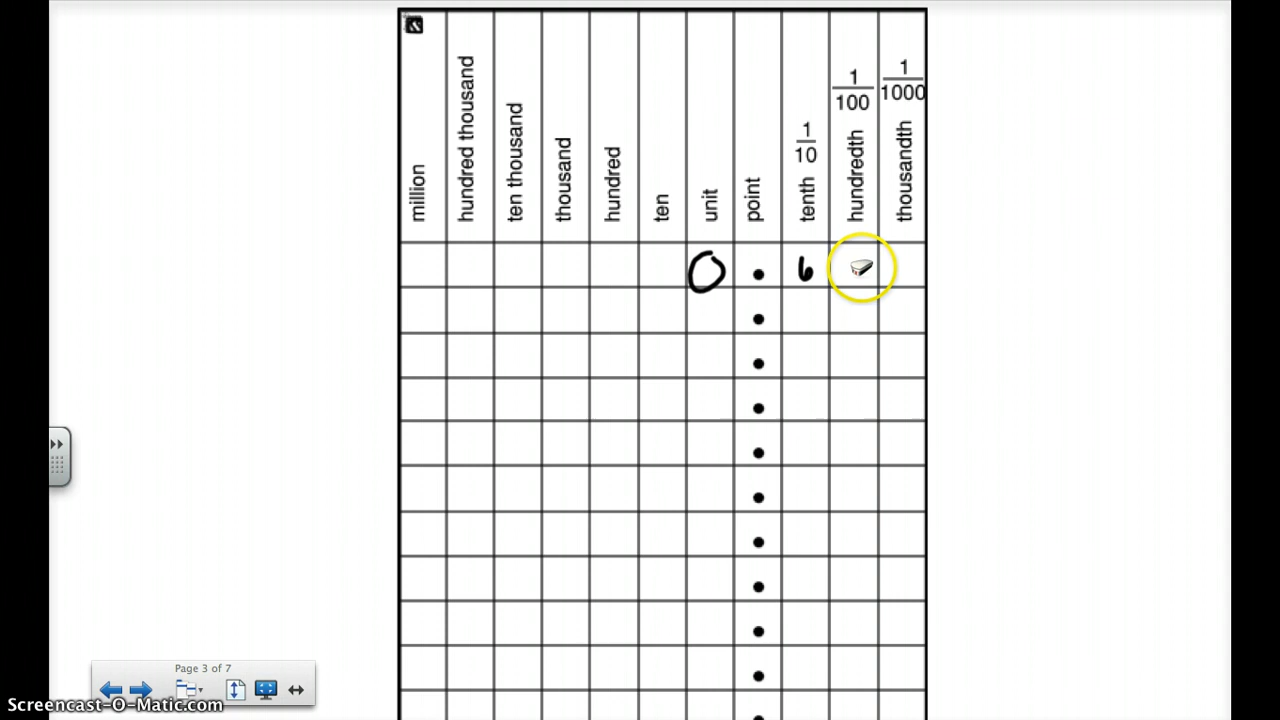 million
hundred thousand
ten thousand
thousand
hundred
ten
unit
point
tenth 1/10
hundredth 1/100
thousandth 1/1000
0 . 6
Page 3 of 7
Screencast-O-Matic.com